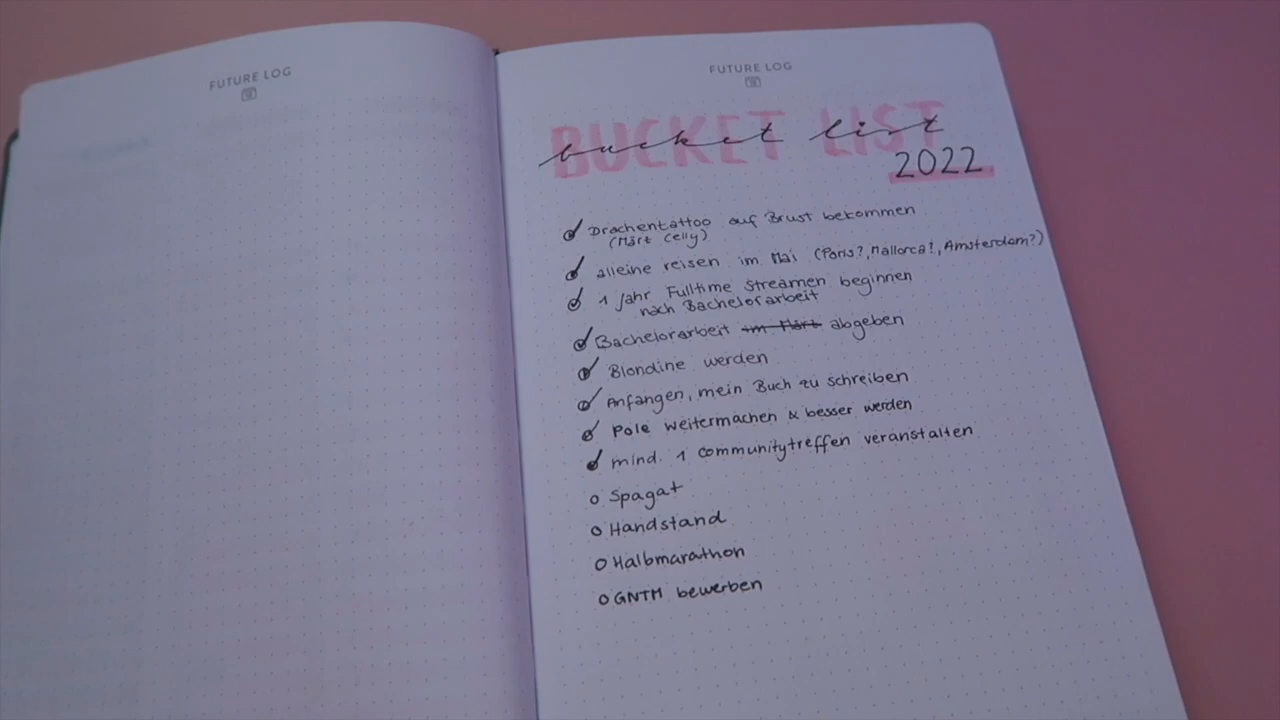 FUTURE LOG
FUTURE LOG
BUCKET LIST
bucket list
2022
Drachentattoo auf Brust bekommen
(März Celly)
alleine reisen im Mai (Paris?, Mallorca?, Amsterdam?)
1 Jahr Fulltime Streamen beginnen
nach Bachelorarbeit
Bachelorarbeit im März abgeben
Blondine werden
Anfangen, mein Buch zu schreiben
Pole weitermachen & besser werden
mind. 1 Communitytreffen veranstalten
Spagat
Handstand
Halbmarathon
GNTM bewerben